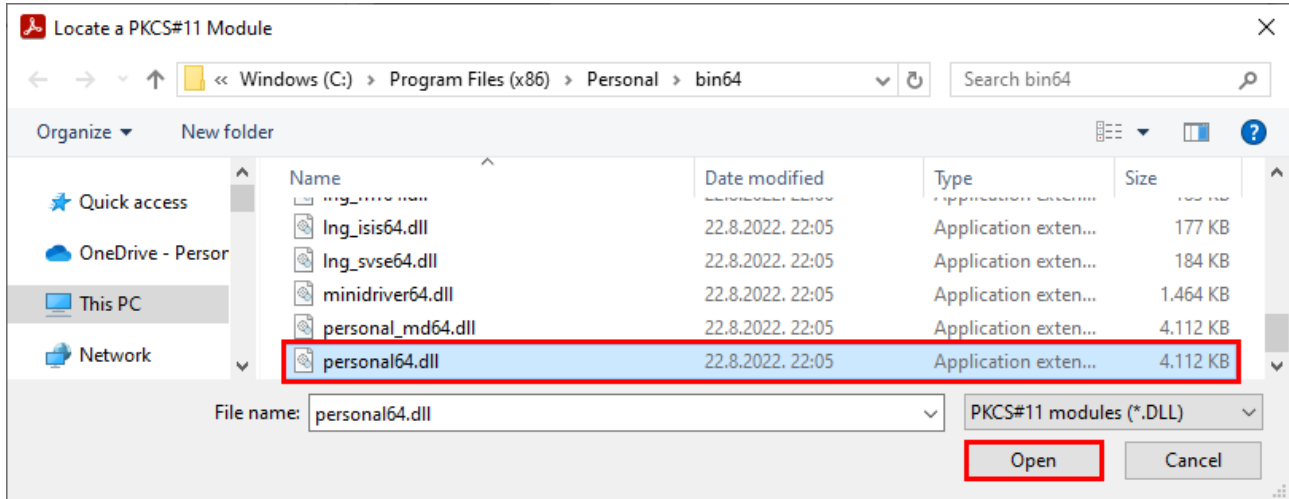 Locate a PKCS#11 Module
« Windows (C:) > Program Files (x86) > Personal > bin64
Search bin64
Organize New folder
Name Date modified Type Size
Quick access
OneDrive - Person
This PC
Network
lng_isis64.dll 22.8.2022. 22:05 Application exten... 177 KB
lng_svse64.dll 22.8.2022. 22:05 Application exten... 184 KB
minidriver64.dll 22.8.2022. 22:05 Application exten... 1.464 KB
personal_md64.dll 22.8.2022. 22:05 Application exten... 4.112 KB
personal64.dll 22.8.2022. 22:05 Application exten... 4.112 KB
File name: personal64.dll PKCS#11 modules (*.DLL)
Open Cancel